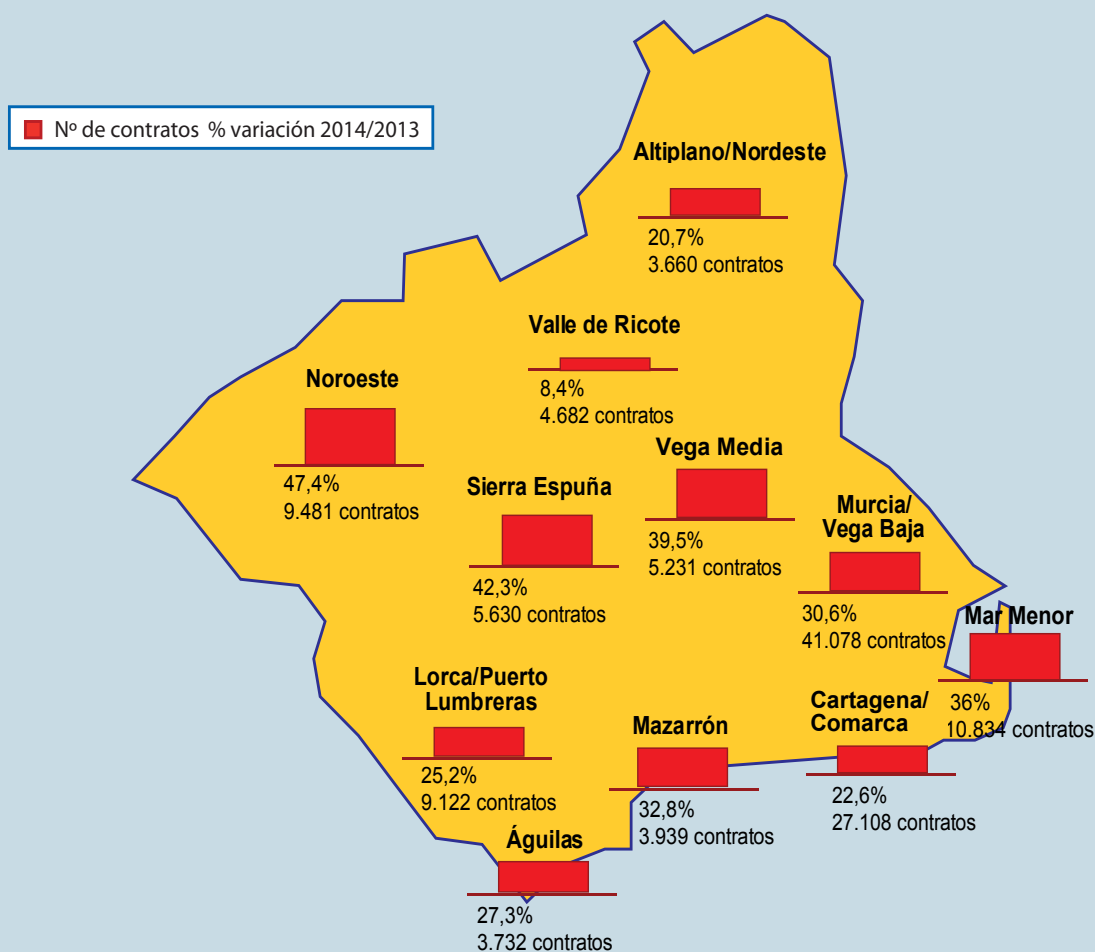 Nº de contratos % variación 2014/2013
Altiplano/Nordeste
20,7%
3.660 contratos
Valle de Ricote
8,4%
4.682 contratos
Noroeste
47,4%
9.481 contratos
Vega Media
39,5%
5.231 contratos
Sierra Espuña
42,3%
5.630 contratos
Murcia/
Vega Baja
30,6%
41.078 contratos
Mar Menor
36%
10.834 contratos
Lorca/Puerto
Lumbreras
25,2%
9.122 contratos
Mazarrón
32,8%
3.939 contratos
Cartagena/
Comarca
22,6%
27.108 contratos
Águilas
27,3%
3.732 contratos